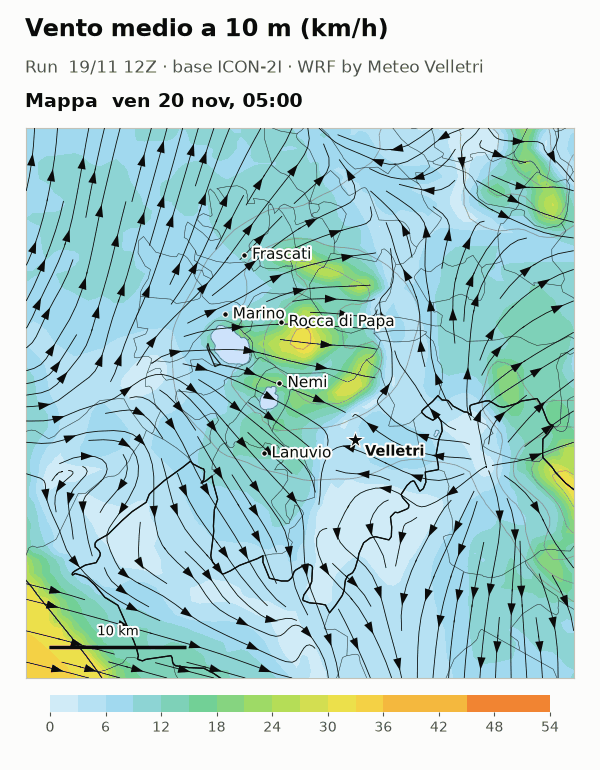 Vento medio a 10 m (km/h)
Run  19/11 12Z · base ICON-2I · WRF by Meteo Velletri
Mappa  ven 20 nov, 05:00
Frascati
Marino
Rocca di Papa
Nemi
Lanuvio
Velletri
10 km
0 6 12 18 24 30 36 42 48 54